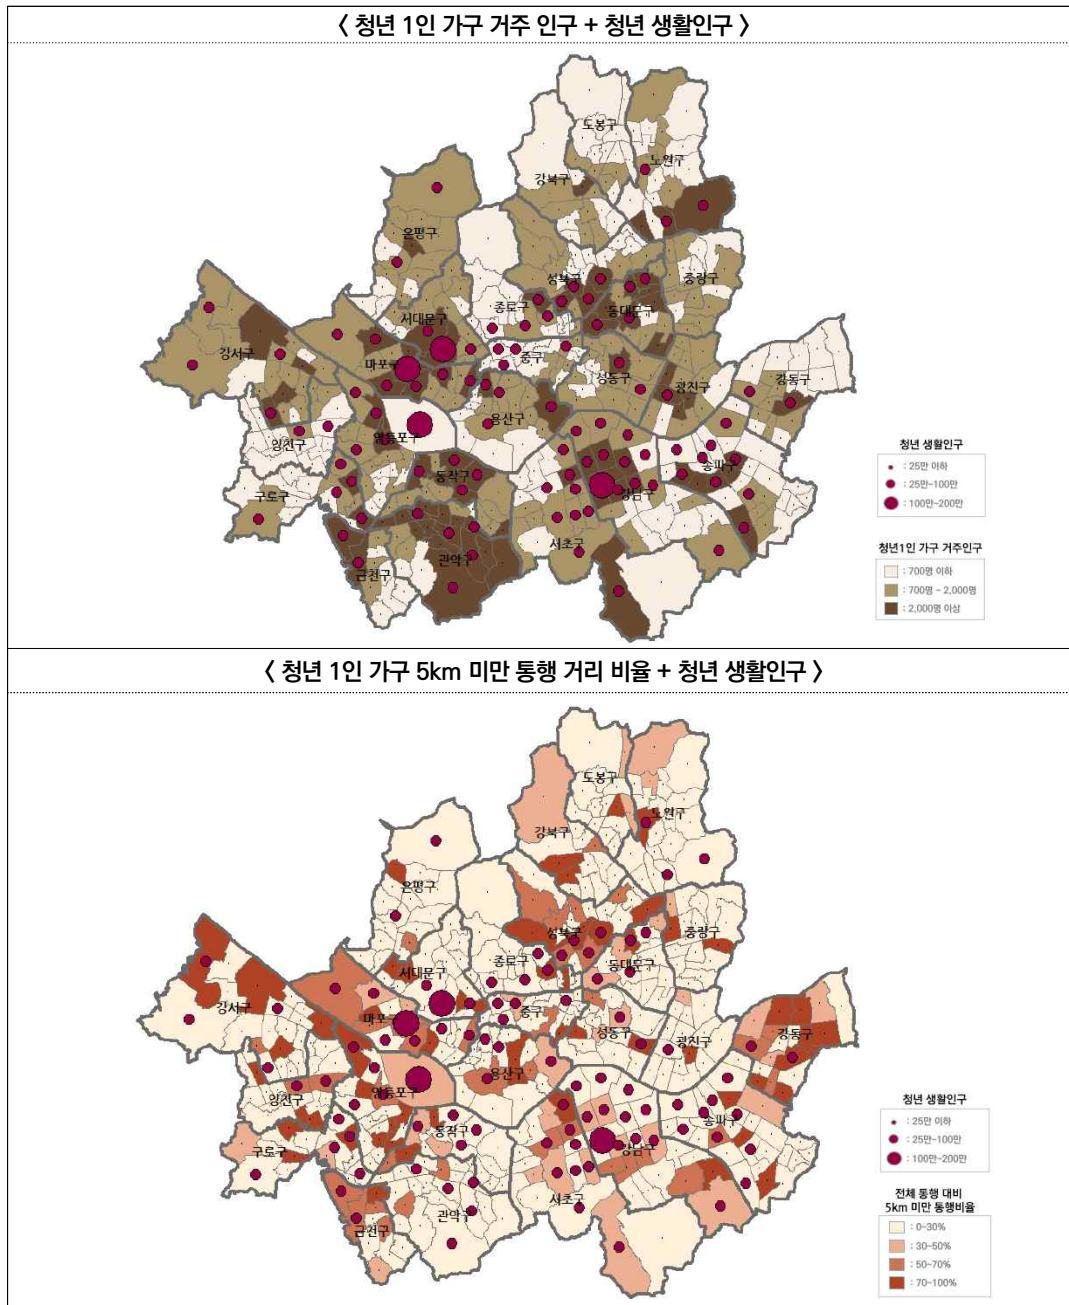 〈 청년 1인 가구 거주 인구 + 청년 생활인구 〉
도봉구
노원구
강북구
은평구
성북구
중랑구
종로구
동대문구
서대문구
강서구
마포구
중구
성동구
광진구
강동구
용산구
양천구
영등포구
송파구
동작구
강남구
구로구
서초구
관악구
금천구
청년 생활인구
: 25만 이하
: 25만~100만
: 100만~200만
청년1인 가구 거주인구
: 700명 이하
: 700명 ~ 2,000명
: 2,000명 이상
〈 청년 1인 가구 5km 미만 통행 거리 비율 + 청년 생활인구 〉
도봉구
노원구
강북구
은평구
성북구
중랑구
종로구
동대문구
서대문구
강서구
마포구
중구
성동구
광진구
강동구
용산구
양천구
영등포구
송파구
동작구
강남구
구로구
서초구
관악구
금천구
청년 생활인구
: 25만 이하
: 25만~100만
: 100만~200만
전체 통행 대비
5km 미만 통행비율
: 0~30%
: 30~50%
: 50~70%
: 70~100%